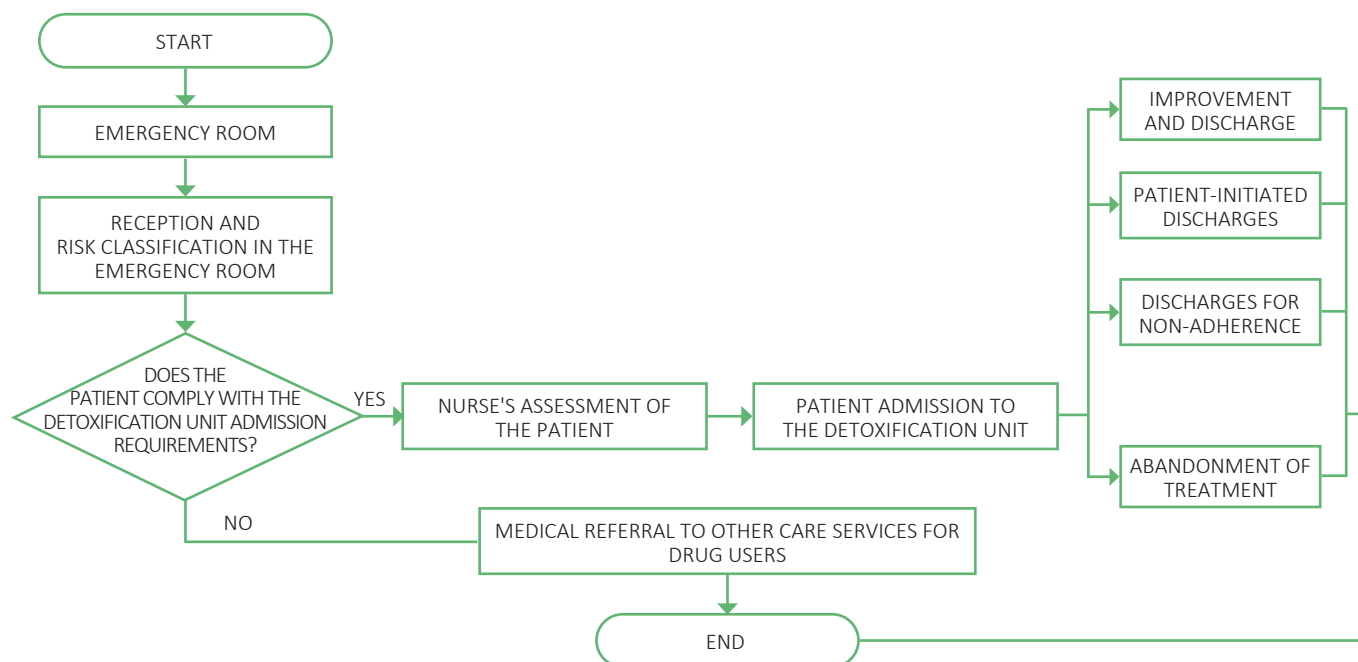 START
EMERGENCY ROOM
RECEPTION AND
RISK CLASSIFICATION IN THE
EMERGENCY ROOM
DOES THE
PATIENT COMPLY WITH THE
DETOXIFICATION UNIT ADMISSION
REQUIREMENTS?
YES
NURSE'S ASSESSMENT OF
THE PATIENT
PATIENT ADMISSION TO
THE DETOXIFICATION UNIT
IMPROVEMENT
AND DISCHARGE
PATIENT-INITIATED
DISCHARGES
DISCHARGES FOR
NON-ADHERENCE
ABANDONMENT OF
TREATMENT
NO
MEDICAL REFERRAL TO OTHER CARE SERVICES FOR
DRUG USERS
END